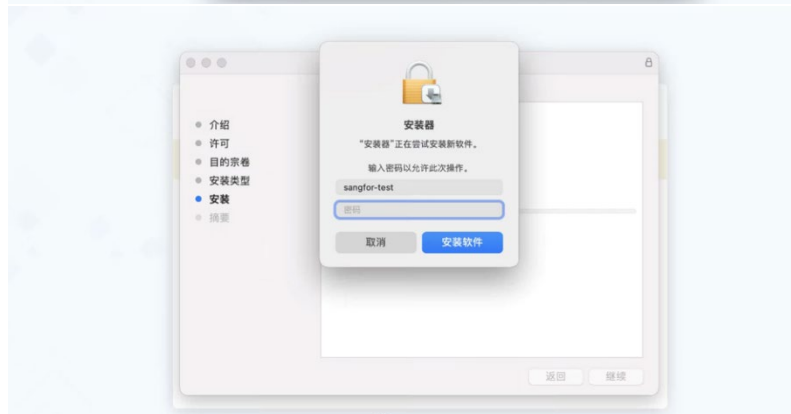 介绍
许可
目的宗卷
安装类型
安装
摘要
安装器
“安装器”正在尝试安装新软件。
输入密码以允许此次操作。
sangfor-test
密码
取消
安装软件
返回
继续